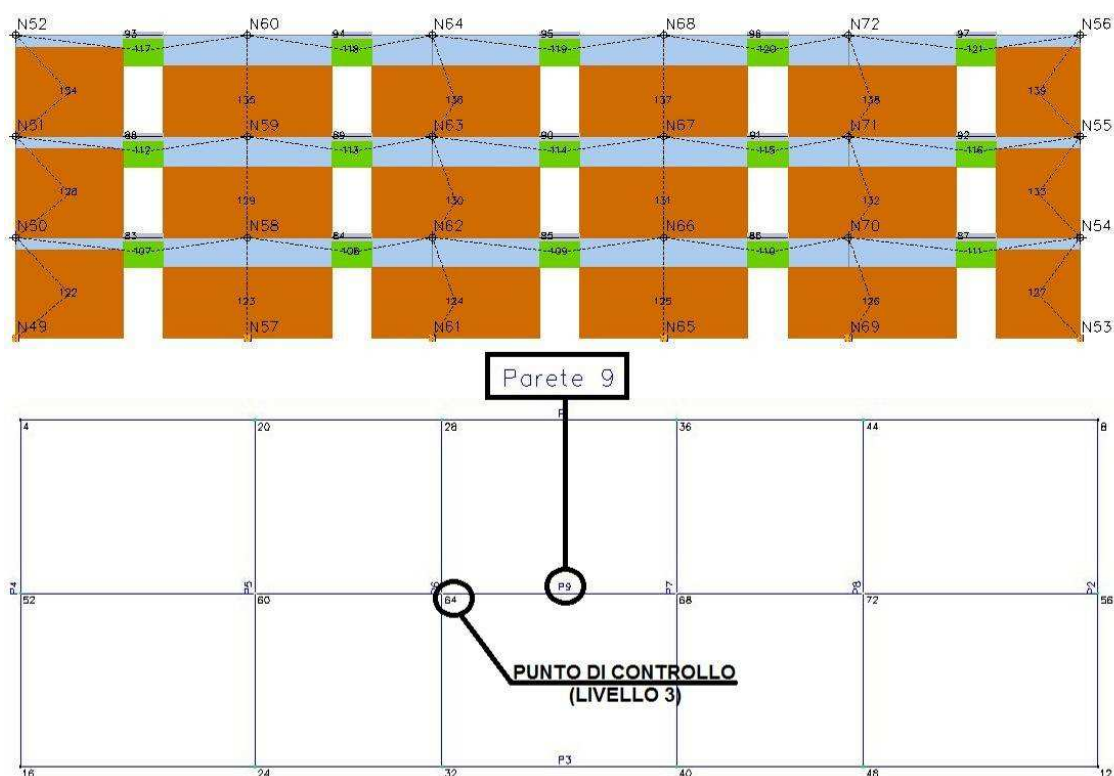 N52 N60 N64 N68 N72 N56
93 94 95 96 97
117 118 119 120 121
134 135 136 137 138 139
N51 N59 N63 N67 N71 N55
88 89 90 91 92
112 113 114 115 116
128 129 130 131 132 133
N50 N58 N62 N66 N70 N54
83 84 85 86 87
107 108 109 110 111
122 123 124 125 126 127
N49 N57 N61 N65 N69 N53
Parete 9
4 20 28 36 44 8
P4 P5 P9 P7 P8 P2
52 60 64 68 72 56
PUNTO DI CONTROLLO
(LIVELLO 3)
P3
16 24 32 40 48 12